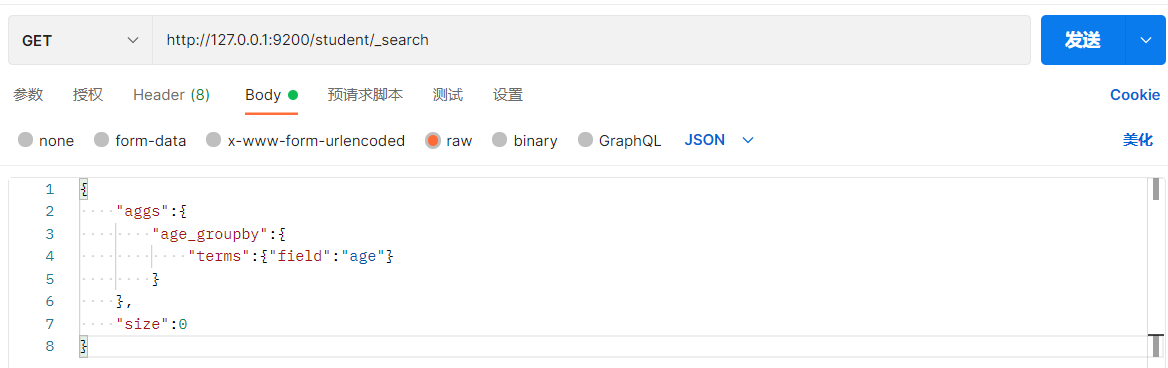 GET http://127.0.0.1:9200/student/_search 发送
参数 授权 Header (8) Body 预请求脚本 测试 设置 Cookie
none form-data x-www-form-urlencoded raw binary GraphQL JSON 美化
1 {
2 "aggs":{
3 "age_groupby":{
4 "terms":{"field":"age"}
5 }
6 },
7 "size":0
8 }